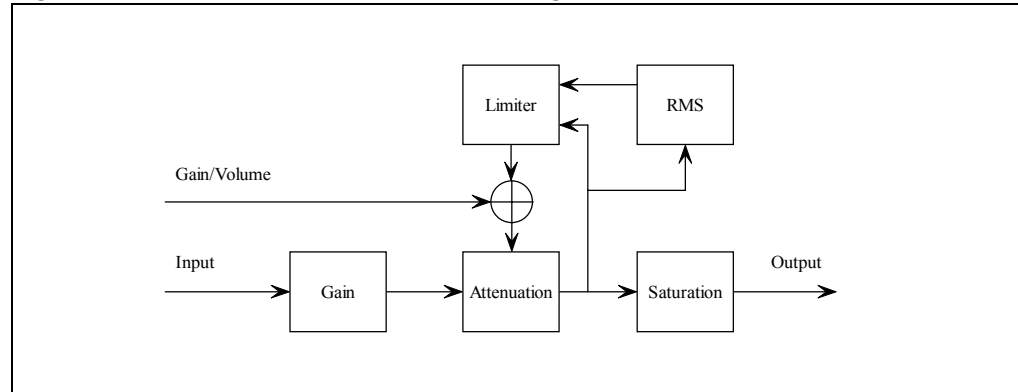 Limiter
RMS
Gain/Volume
Input
Output
Gain
Attenuation
Saturation